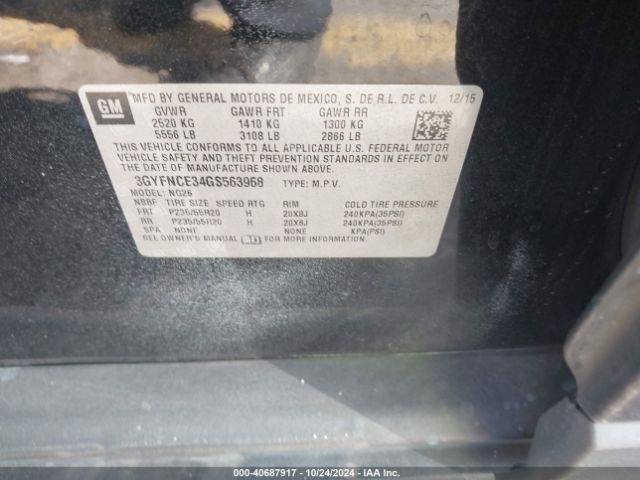 GM
MFD BY GENERAL MOTORS DE MEXICO, S. DE R.L. DE C.V. 12/15
GVWR GAWR FRT GAWR RR
2520 KG 1410 KG 1300 KG
5556 LB 3108 LB 2866 LB
THIS VEHICLE CONFORMS TO ALL APPLICABLE U.S. FEDERAL MOTOR
VEHICLE SAFETY AND THEFT PREVENTION STANDARDS IN EFFECT ON
THE DATE OF MANUFACTURE SHOWN ABOVE.
3GYFNCE34GS563968 TYPE: M.P.V.
MODEL: NG26
NBBF TIRE SIZE SPEED RTG RIM COLD TIRE PRESSURE
FRT P235/55R20 H 20X8J 240KPA(35PSI)
RR P235/55R20 H 20X8J 240KPA(35PSI)
SPA NONE NONE KPA(PSI)
SEE OWNER'S MANUAL FOR MORE INFORMATION.
000-40687917 - 10/24/2024 - IAA Inc.